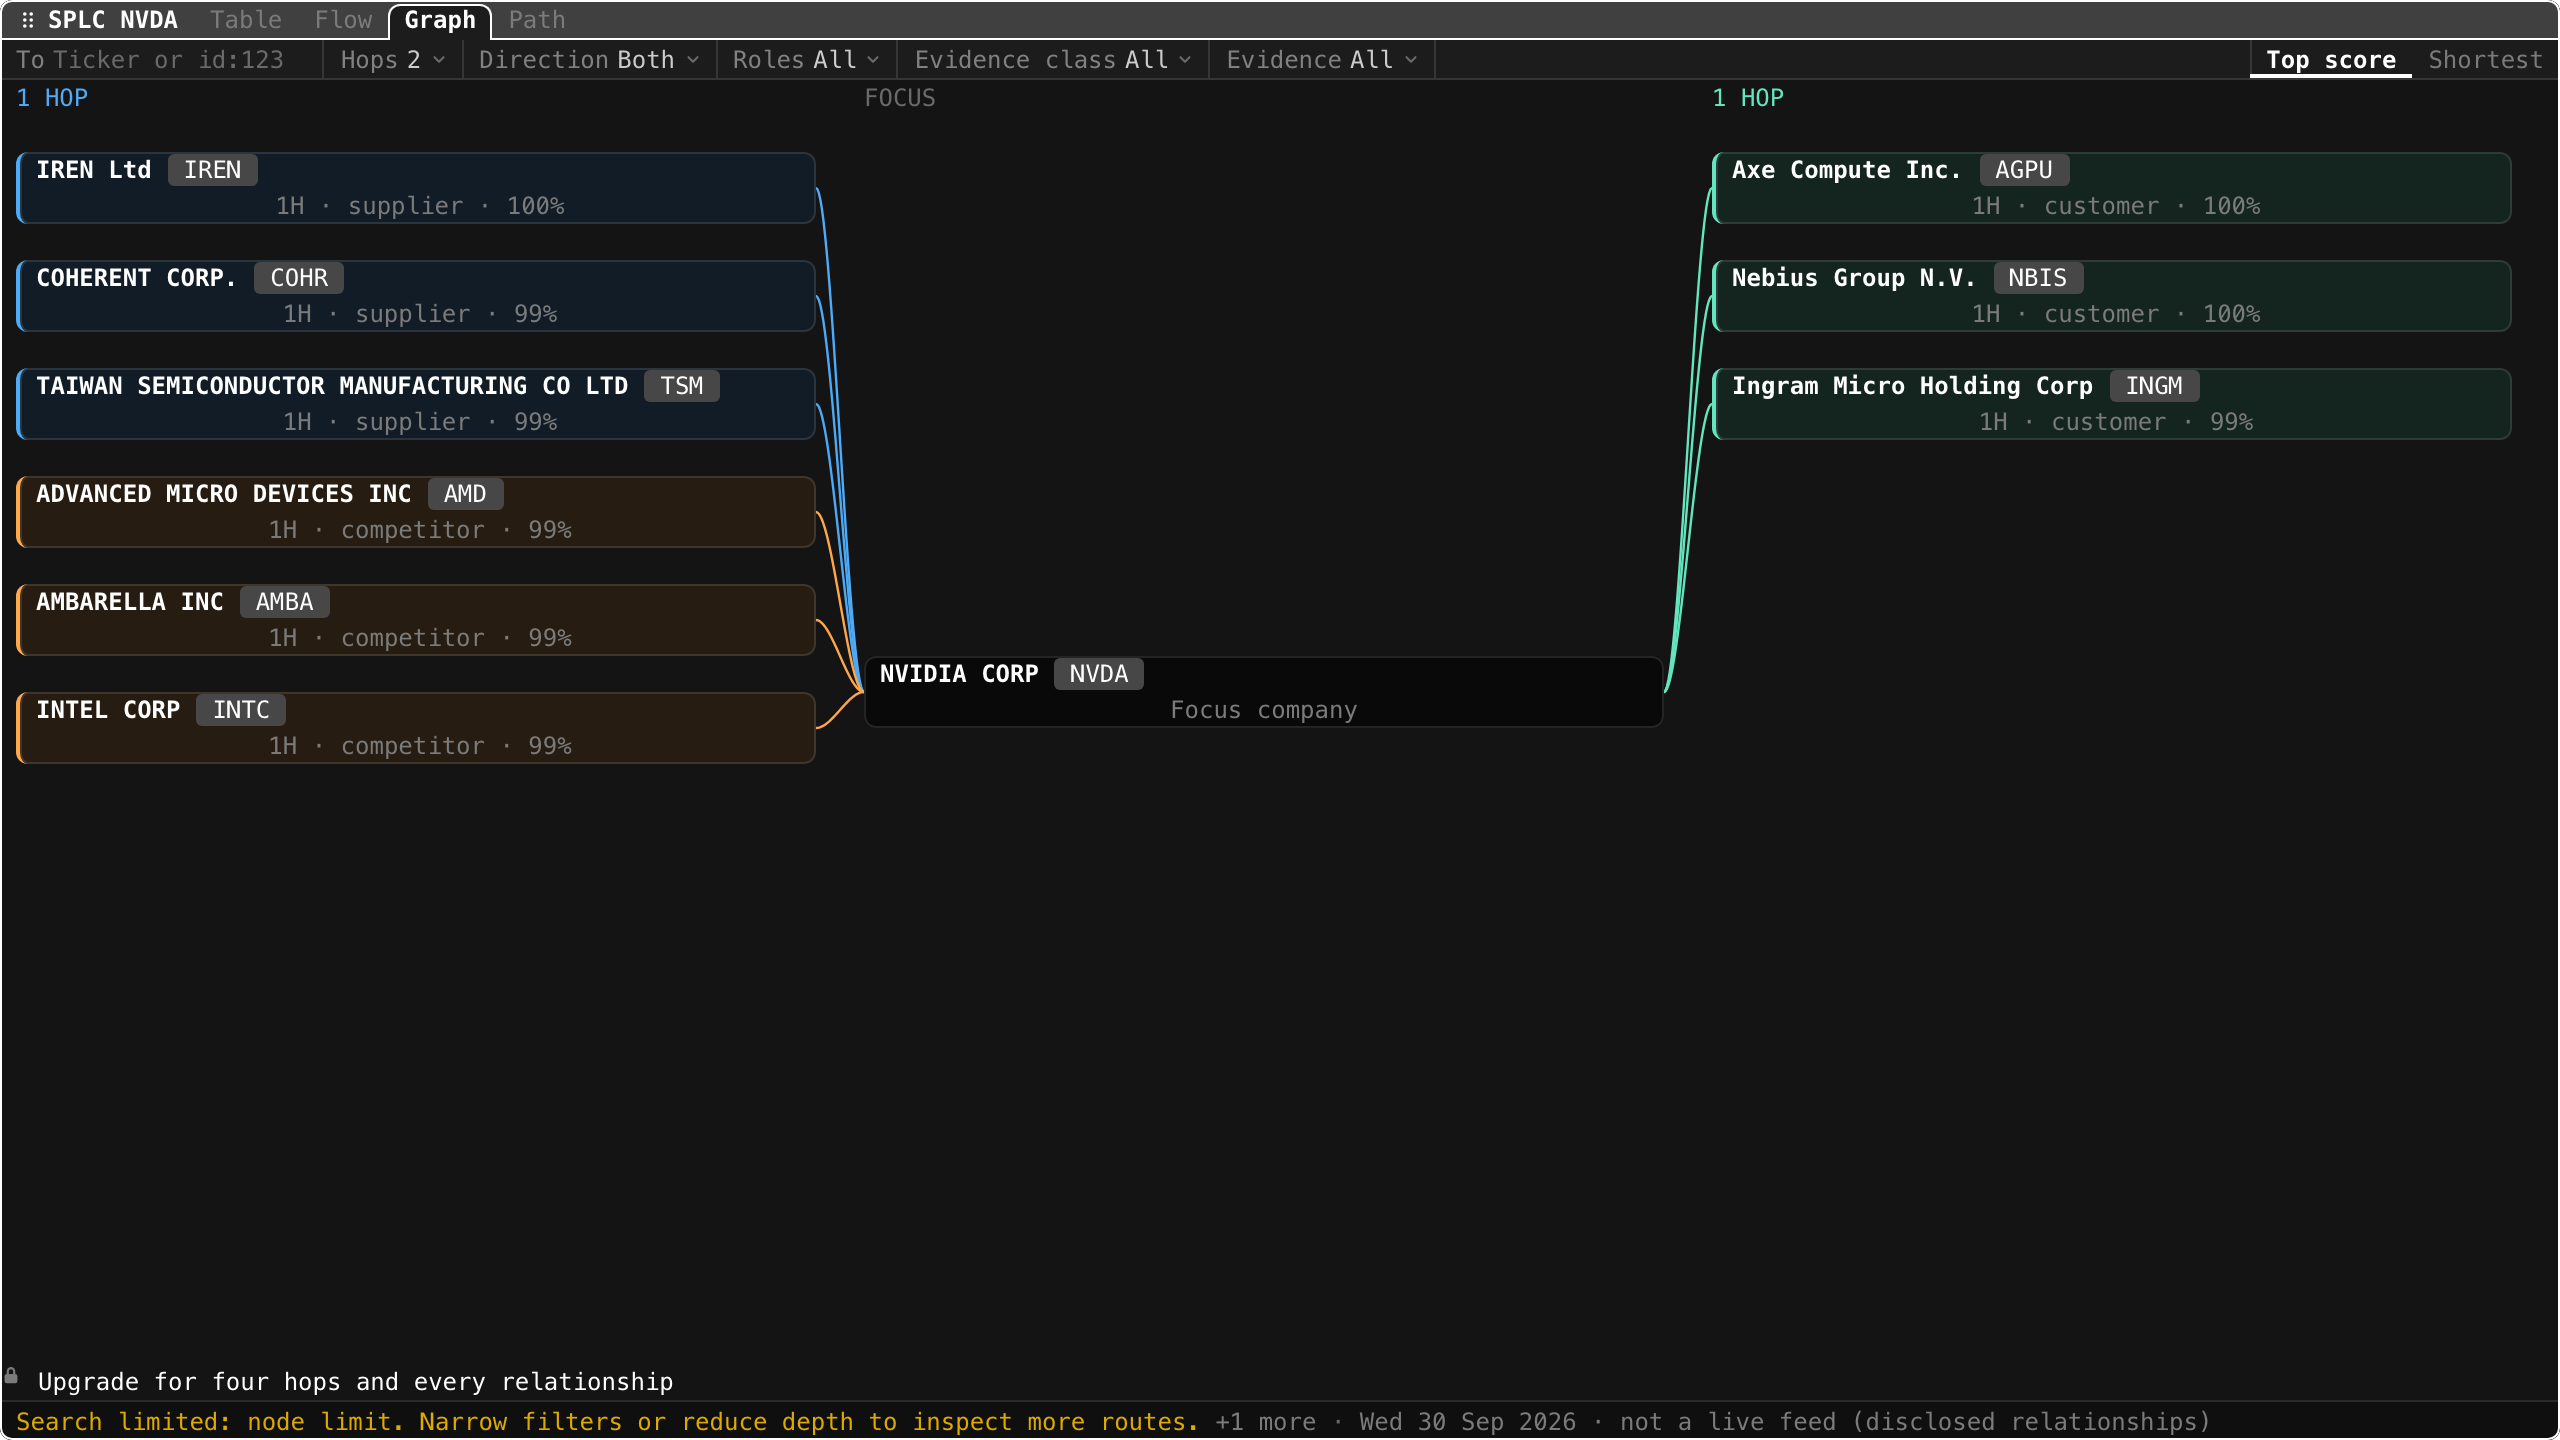 SPLC NVDA Table Flow Graph Path
To Ticker or id:123 Hops 2 Direction Both Roles All Evidence class All Evidence All Top score Shortest
1 HOP
IREN Ltd IREN
1H · supplier · 100%
COHERENT CORP. COHR
1H · supplier · 99%
TAIWAN SEMICONDUCTOR MANUFACTURING CO LTD TSM
1H · supplier · 99%
ADVANCED MICRO DEVICES INC AMD
1H · competitor · 99%
AMBARELLA INC AMBA
1H · competitor · 99%
INTEL CORP INTC
1H · competitor · 99%
FOCUS
NVIDIA CORP NVDA
Focus company
1 HOP
Axe Compute Inc. AGPU
1H · customer · 100%
Nebius Group N.V. NBIS
1H · customer · 100%
Ingram Micro Holding Corp INGM
1H · customer · 99%
Upgrade for four hops and every relationship
Search limited: node limit. Narrow filters or reduce depth to inspect more routes. +1 more · Wed 30 Sep 2026 · not a live feed (disclosed relationships)